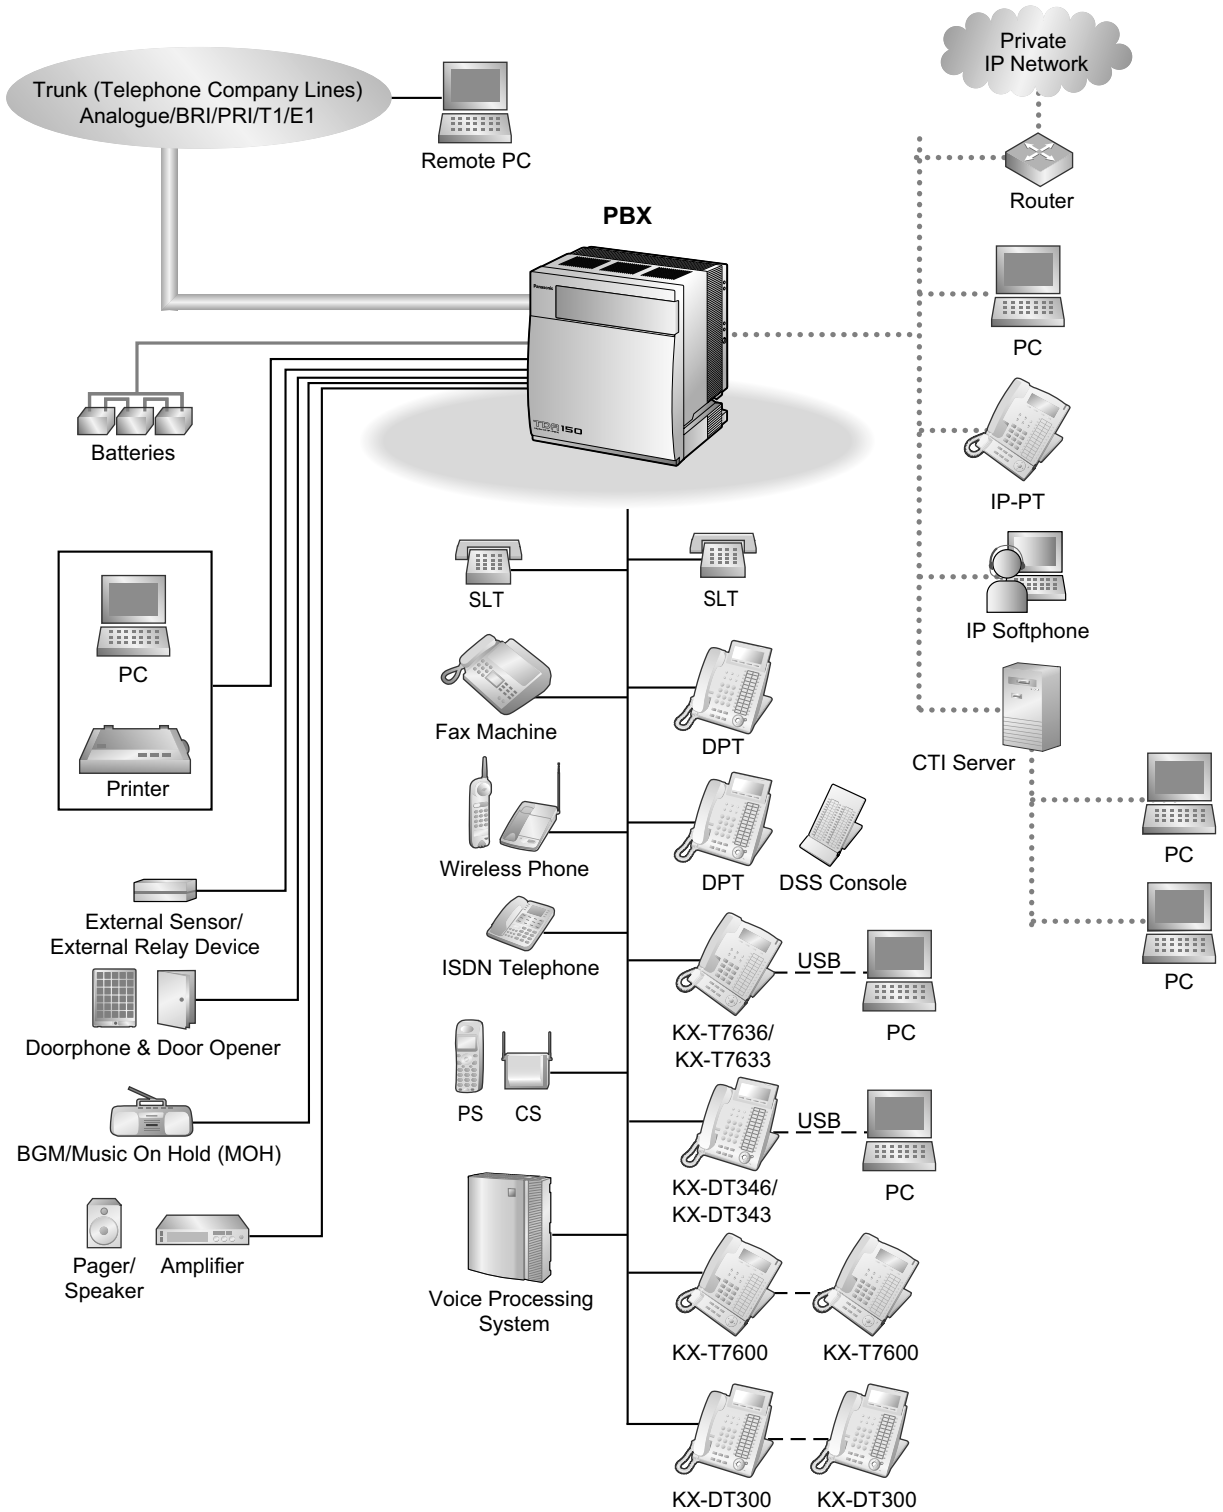 Private
IP Network
Trunk (Telephone Company Lines)
Analogue/BRI/PRI/T1/E1
Remote PC
Router
PBX
Panasonic
PC
TDA 150
Batteries
IP-PT
SLT
SLT
IP Softphone
PC
Printer
Fax Machine
DPT
CTI Server
PC
Wireless Phone
DPT
DSS Console
External Sensor/
External Relay Device
ISDN Telephone
USB
PC
PC
Doorphone & Door Opener
KX-T7636/
KX-T7633
PS
CS
USB
BGM/Music On Hold (MOH)
KX-DT346/
KX-DT343
PC
Pager/
Speaker
Amplifier
Voice Processing
System
KX-T7600
KX-T7600
KX-DT300
KX-DT300